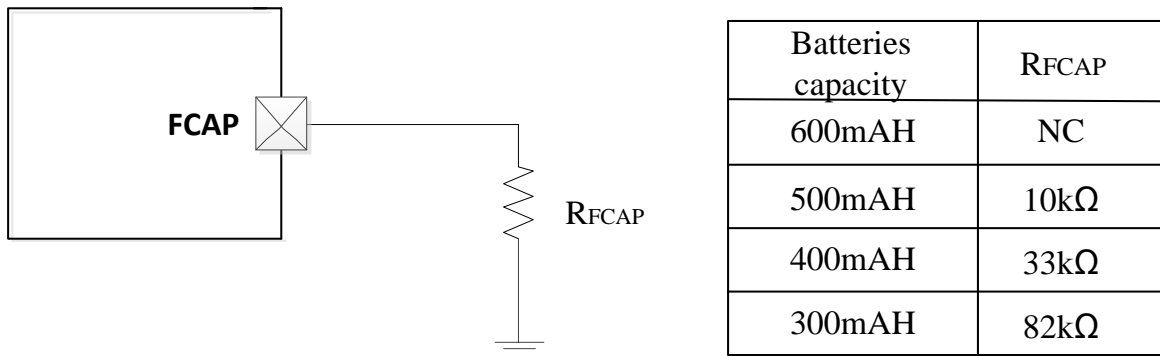 FCAP
RFCAP
Batteries
capacity
RFCAP
600mAH
NC
500mAH
10kΩ
400mAH
33kΩ
300mAH
82kΩ